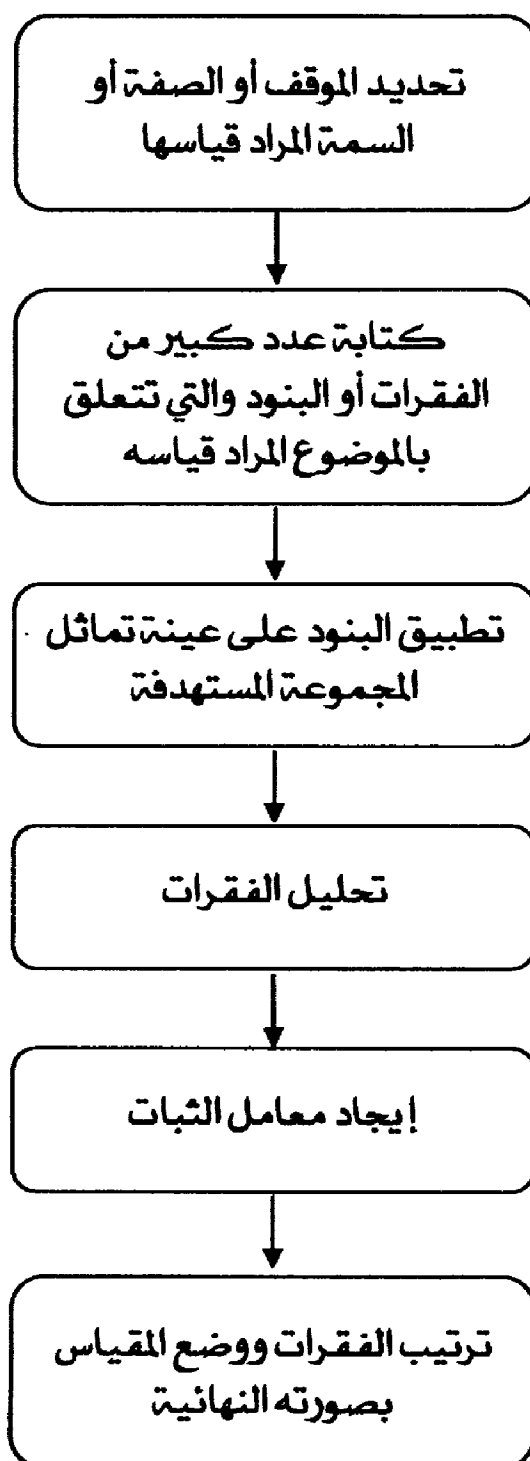 تحديد الموقف أو الصفة أو
السمة المراد قياسها
كتابة عدد كبير من
الفقرات أو البنود والتي تتعلق
بالموضوع المراد قياسه
تطبيق البنود على عينة تماثل
المجموعة المستهدفة
تحليل الفقرات
إيجاد معامل الثبات
ترتيب الفقرات ووضع المقياس
بصورته النهائية